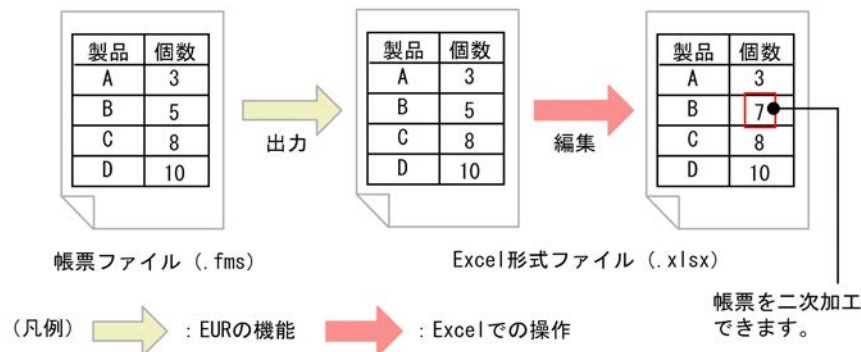 製品 個数
A 3
B 5
C 8
D 10
出力
製品 個数
A 3
B 5
C 8
D 10
編集
製品 個数
A 3
B 7
C 8
D 10
帳票ファイル（.fms）
Excel形式ファイル（.xlsx）
帳票を二次加工
できます。
（凡例）
：EURの機能
：Excelでの操作